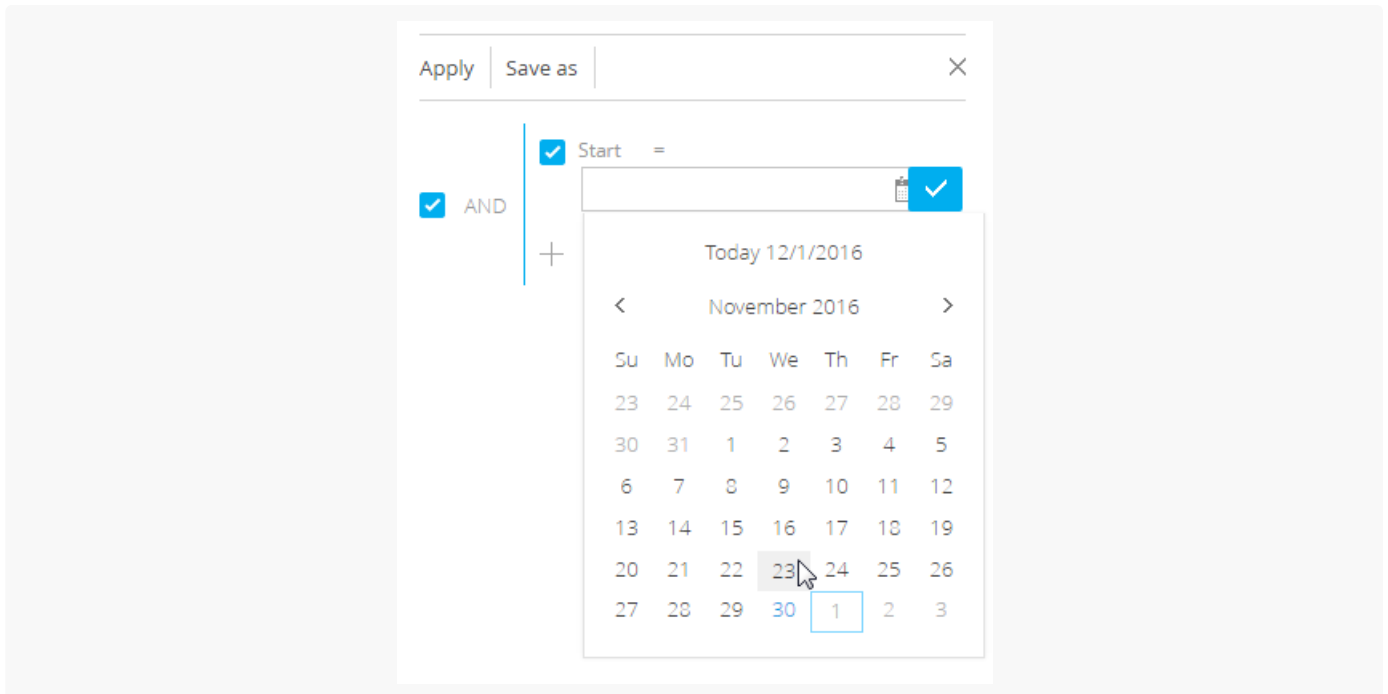 Apply Save as
Start =
AND
Today 12/1/2016
November 2016
Su Mo Tu We Th Fr Sa
23 24 25 26 27 28 29
30 31 1 2 3 4 5
6 7 8 9 10 11 12
13 14 15 16 17 18 19
20 21 22 23 24 25 26
27 28 29 30 1 2 3